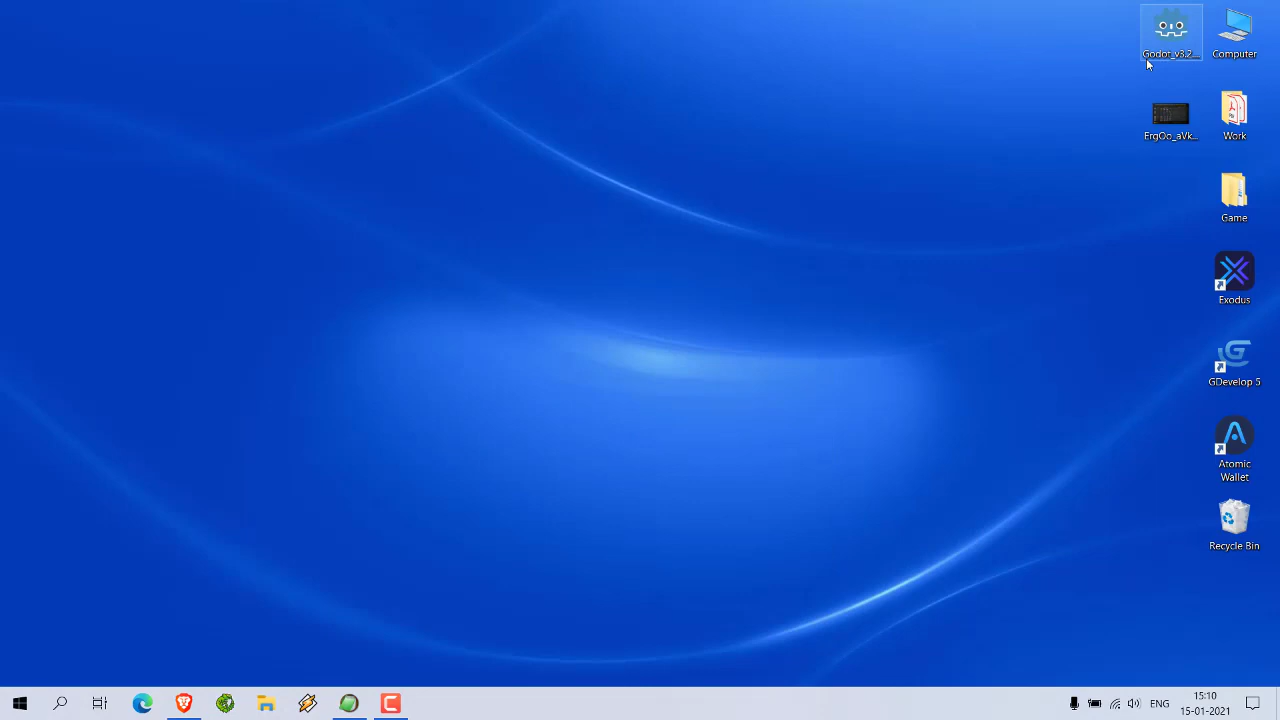 Godot_v3.2...
Computer
ErgOo_aVk...
Work
Game
Exodus
GDevelop 5
Atomic
Wallet
Recycle Bin
ENG
15:10
15-01-2021